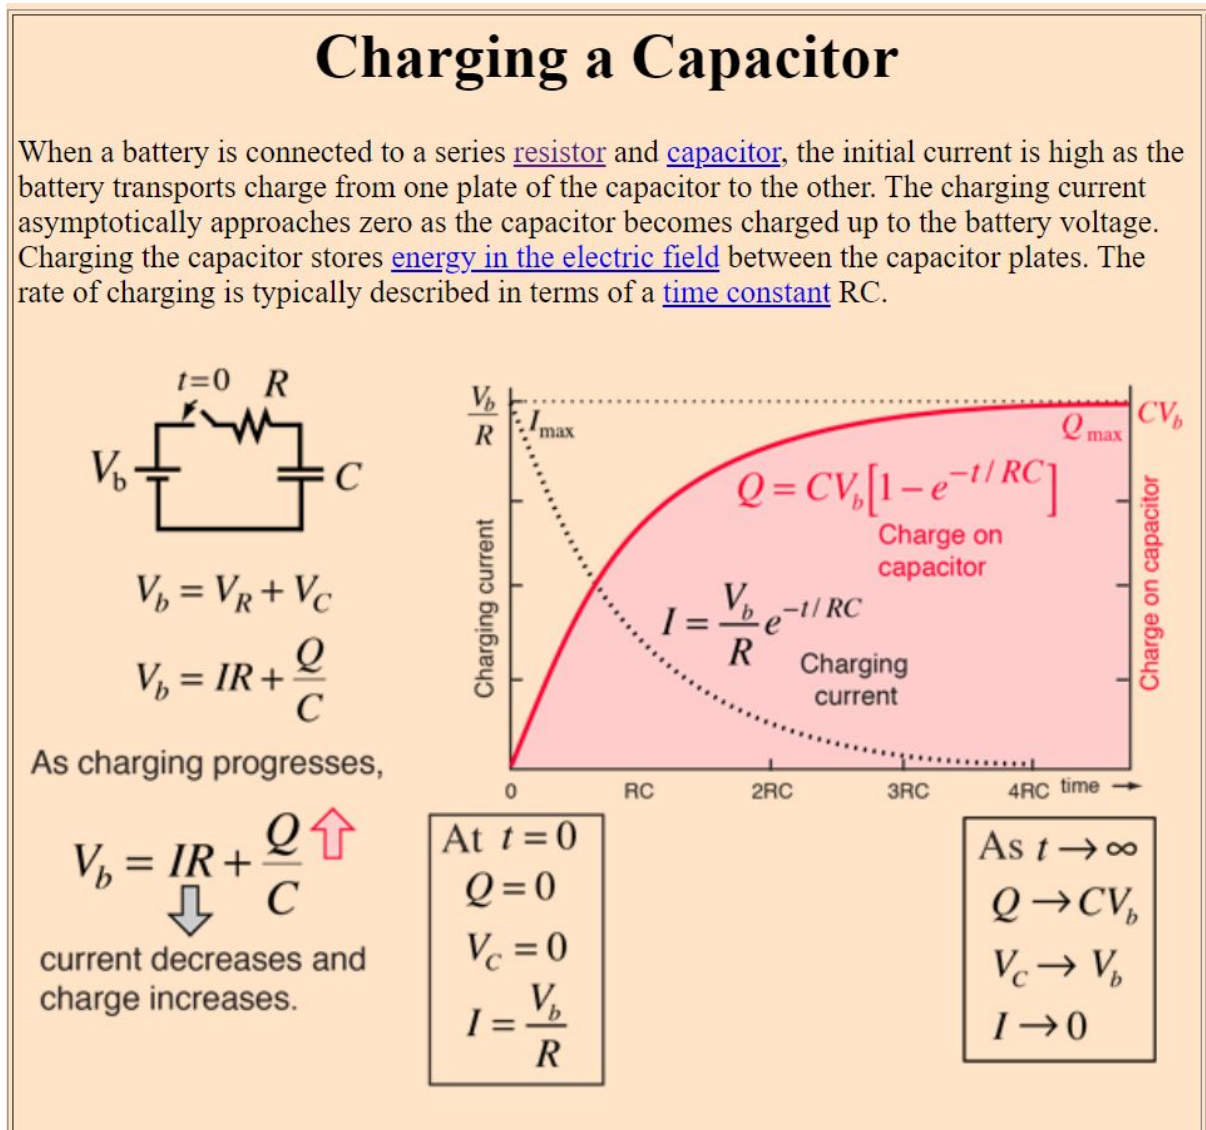 Charging a Capacitor
When a battery is connected to a series resistor and capacitor, the initial current is high as the
battery transports charge from one plate of the capacitor to the other. The charging current
asymptotically approaches zero as the capacitor becomes charged up to the battery voltage.
Charging the capacitor stores energy in the electric field between the capacitor plates. The
rate of charging is typically described in terms of a time constant RC.
t=0 R
V_b
C
V_b = V_R + V_C
V_b = IR + Q/C
As charging progresses,
V_b = IR + Q/C
current decreases and
charge increases.
V_b/R
I_max
Charging current
Q_max
CV_b
Q = CV_b[1 − e^{−t/RC}]
Charge on
capacitor
I = V_b/R e^{−t/RC}
Charging
current
Charge on capacitor
0 RC 2RC 3RC 4RC time →
At t = 0
Q = 0
V_C = 0
I = V_b/R
As t → ∞
Q → CV_b
V_C → V_b
I → 0